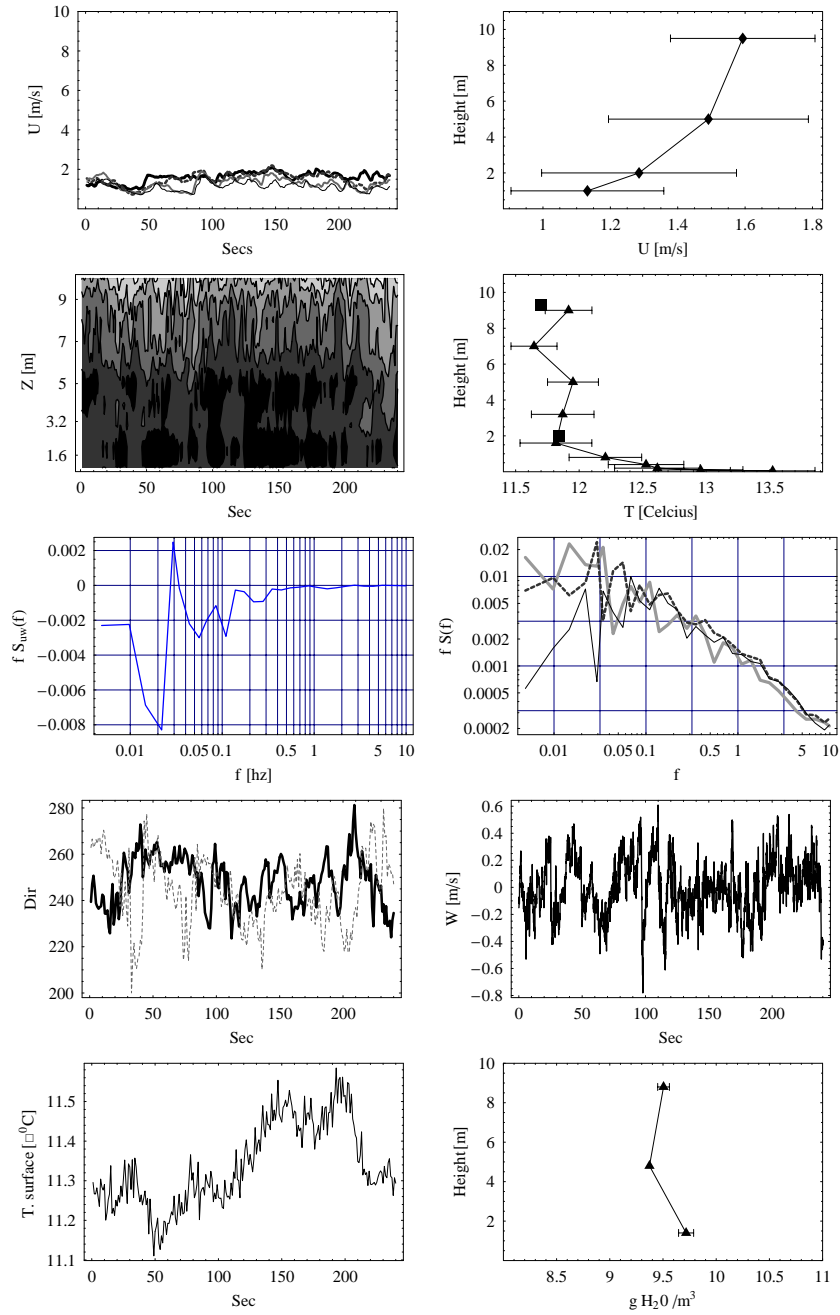 10
8
6
4
2
U [m/s]
0 50 100 150 200
Secs
10
8
6
4
2
Height [m]
1 1.2 1.4 1.6 1.8
U [m/s]
9
7
5
3.2
1.6
Z [m]
0 50 100 150 200
Sec
10
8
6
4
2
Height [m]
11.5 12 12.5 13 13.5
T [Celcius]
0.002
0
−0.002
−0.004
−0.006
−0.008
f Suw(f)
0.01 0.05 0.1 0.5 1 5 10
f [hz]
0.02
0.01
0.005
0.002
0.001
0.0005
0.0002
f S(f)
0.01 0.05 0.1 0.5 1 5 10
f
280
260
240
220
200
Dir
0 50 100 150 200
Sec
0.6
0.4
0.2
0
−0.2
−0.4
−0.6
−0.8
W [m/s]
0 50 100 150 200
Sec
11.5
11.4
11.3
11.2
11.1
T. surface [□⁰C]
0 50 100 150 200
Sec
10
8
6
4
2
Height [m]
8.5 9 9.5 10 10.5 11
g H₂0 /m³